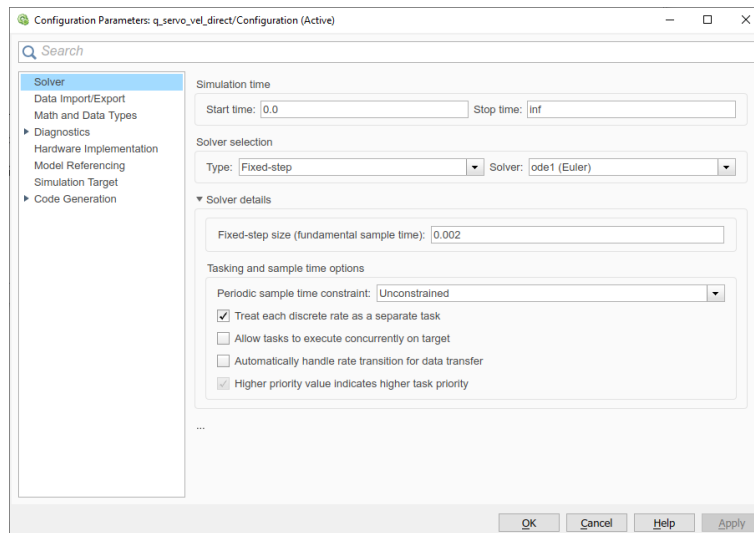 Configuration Parameters: q_servo_vel_direct/Configuration (Active)
Search
Solver
Data Import/Export
Math and Data Types
Diagnostics
Hardware Implementation
Model Referencing
Simulation Target
Code Generation
Simulation time
Start time: 0.0 Stop time: inf
Solver selection
Type: Fixed-step Solver: ode1 (Euler)
Solver details
Fixed-step size (fundamental sample time): 0.002
Tasking and sample time options
Periodic sample time constraint: Unconstrained
Treat each discrete rate as a separate task
Allow tasks to execute concurrently on target
Automatically handle rate transition for data transfer
Higher priority value indicates higher task priority
...
OK Cancel Help Apply